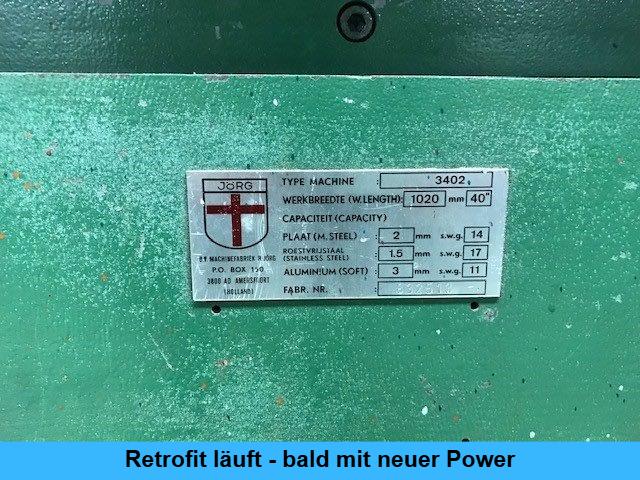 JÖRG
BV MACHINEFABRIEK R. JÖRG
P.O. BOX 150
3800 AD AMERSFOORT
(HOLLAND)
TYPE MACHINE : 3402
WERKBREEDTE (W.LENGTH): 1020 mm 40"
CAPACITEIT (CAPACITY)
PLAAT (M. STEEL) : 2 mm s.w.g. 14
ROESTVRIJSTAAL
(STAINLESS STEEL) : 1.5 mm s.w.g. 17
ALUMINIUM (SOFT) : 3 mm s.w.g. 11
FABR. NR. :
Retrofit läuft - bald mit neuer Power